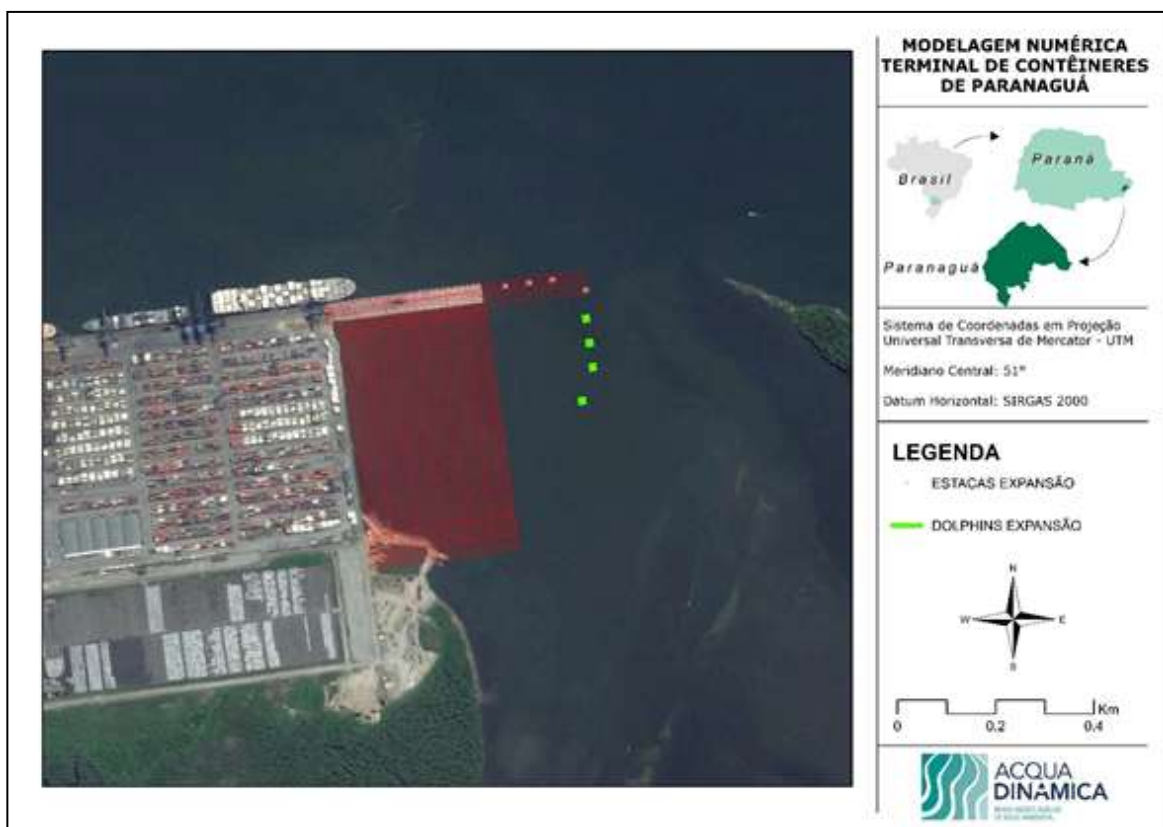 MODELAGEM NUMÉRICA
TERMINAL DE CONTÊINERES
DE PARANAGUÁ
Brasil
Paraná
Paranaguá
Sistema de Coordenadas em Projeção
Universal Transversa de Mercator - UTM
Meridiano Central: 51°
Datum Horizontal: SIRGAS 2000
LEGENDA
ESTACAS EXPANSÃO
DOLPHINS EXPANSÃO
N
W
E
S
Km
0
0.2
0.4
ACQUA
DINÂMICA